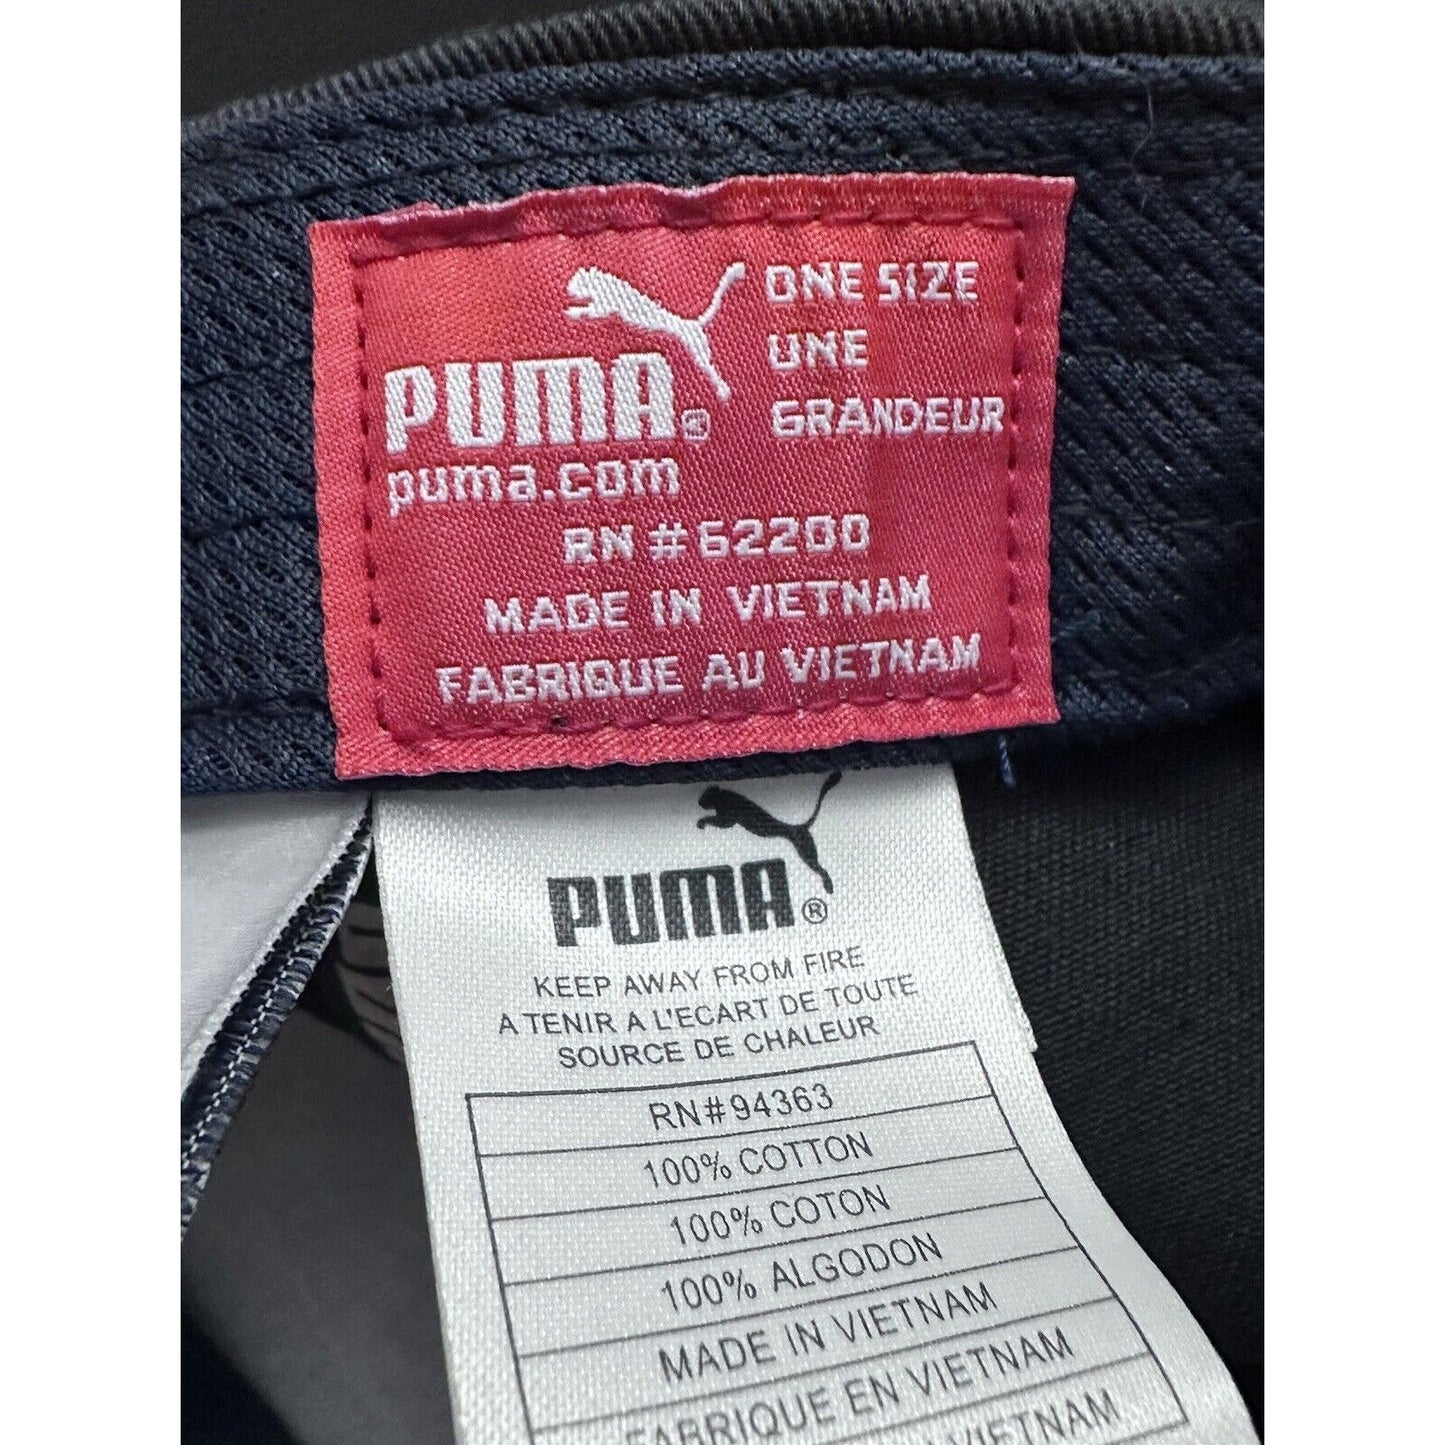 PUMA®
puma.com
ONE SIZE
UNE
GRANDEUR
RN #62200
MADE IN VIETNAM
FABRIQUE AU VIETNAM
PUMA®
KEEP AWAY FROM FIRE
A TENIR A L'ECART DE TOUTE
SOURCE DE CHALEUR
RN#94363
100% COTTON
100% COTON
100% ALGODON
MADE IN VIETNAM
FABRIQUE EN VIETNAM
VIETNAM